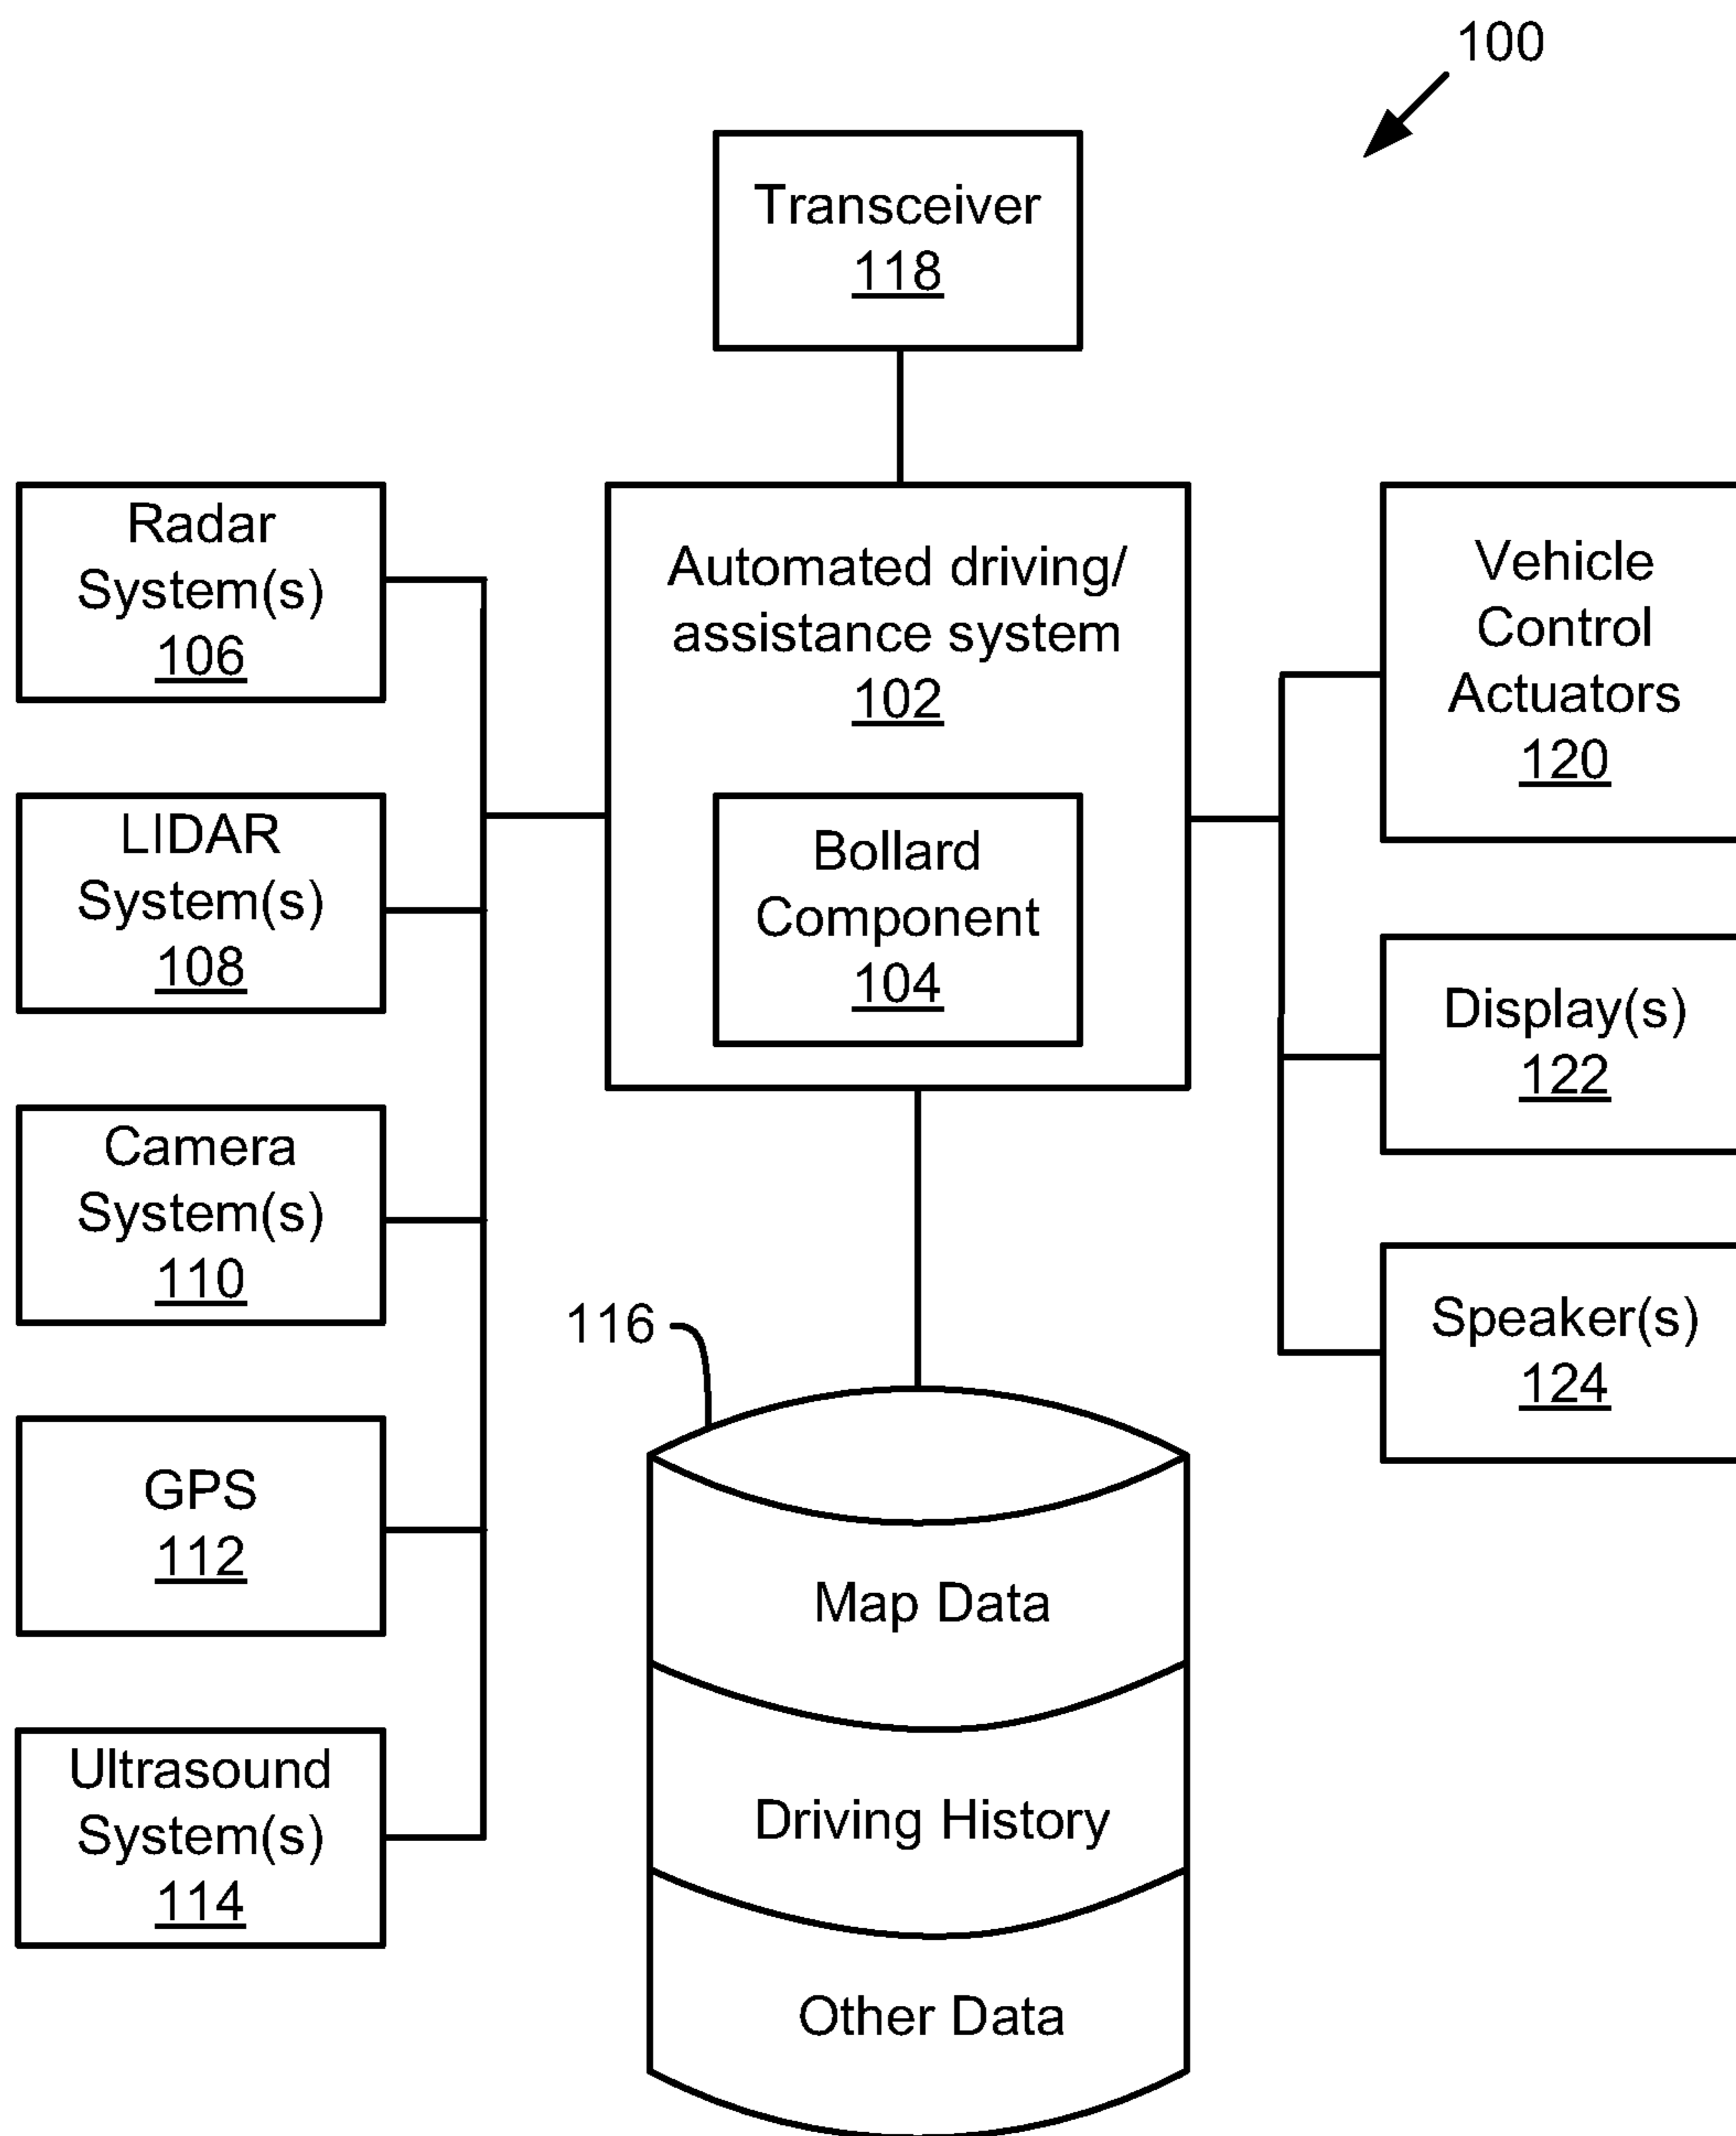 100
Transceiver
118
Radar
System(s)
106
Automated driving/
assistance system
102
Vehicle
Control
Actuators
120
LIDAR
System(s)
108
Bollard
Component
104
Display(s)
122
Camera
System(s)
110
116
Speaker(s)
124
GPS
112
Map Data
Ultrasound
System(s)
114
Driving History
Other Data